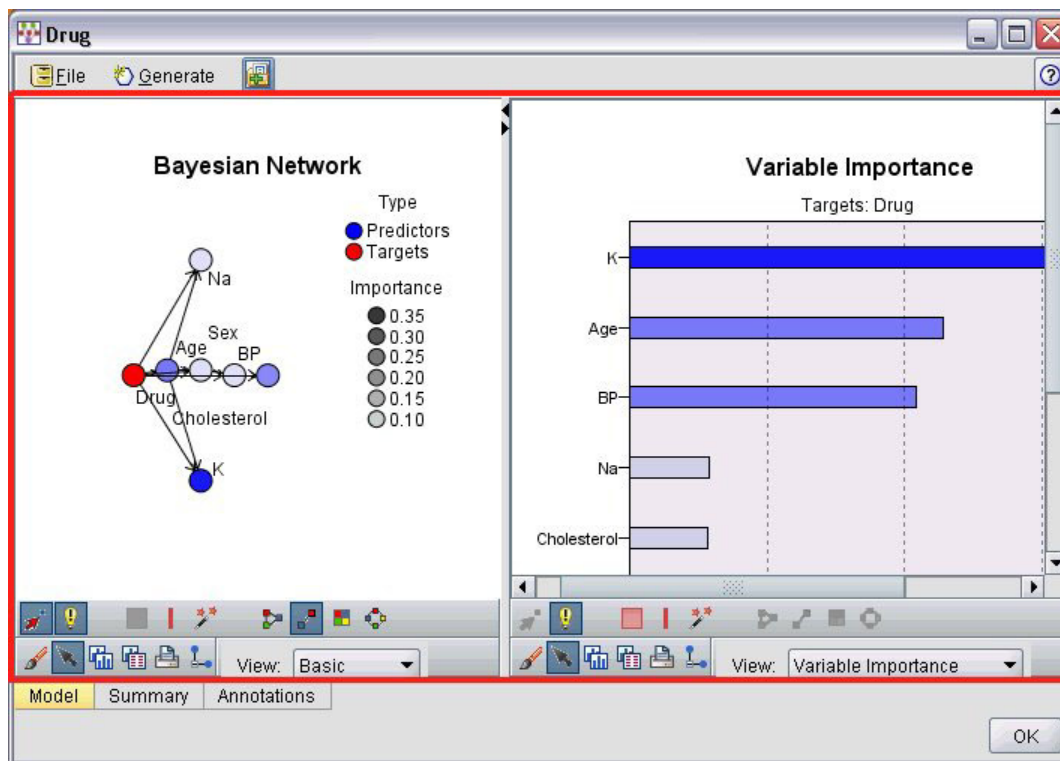 Drug
File Generate
Bayesian Network
Type
Predictors
Targets
Importance
0.35
0.30
0.25
0.20
0.15
0.10
Na
Sex
Age
BP
Drug
Cholesterol
K
View: Basic
Variable Importance
Targets: Drug
K
Age
BP
Na
Cholesterol
View: Variable Importance
Model Summary Annotations
OK